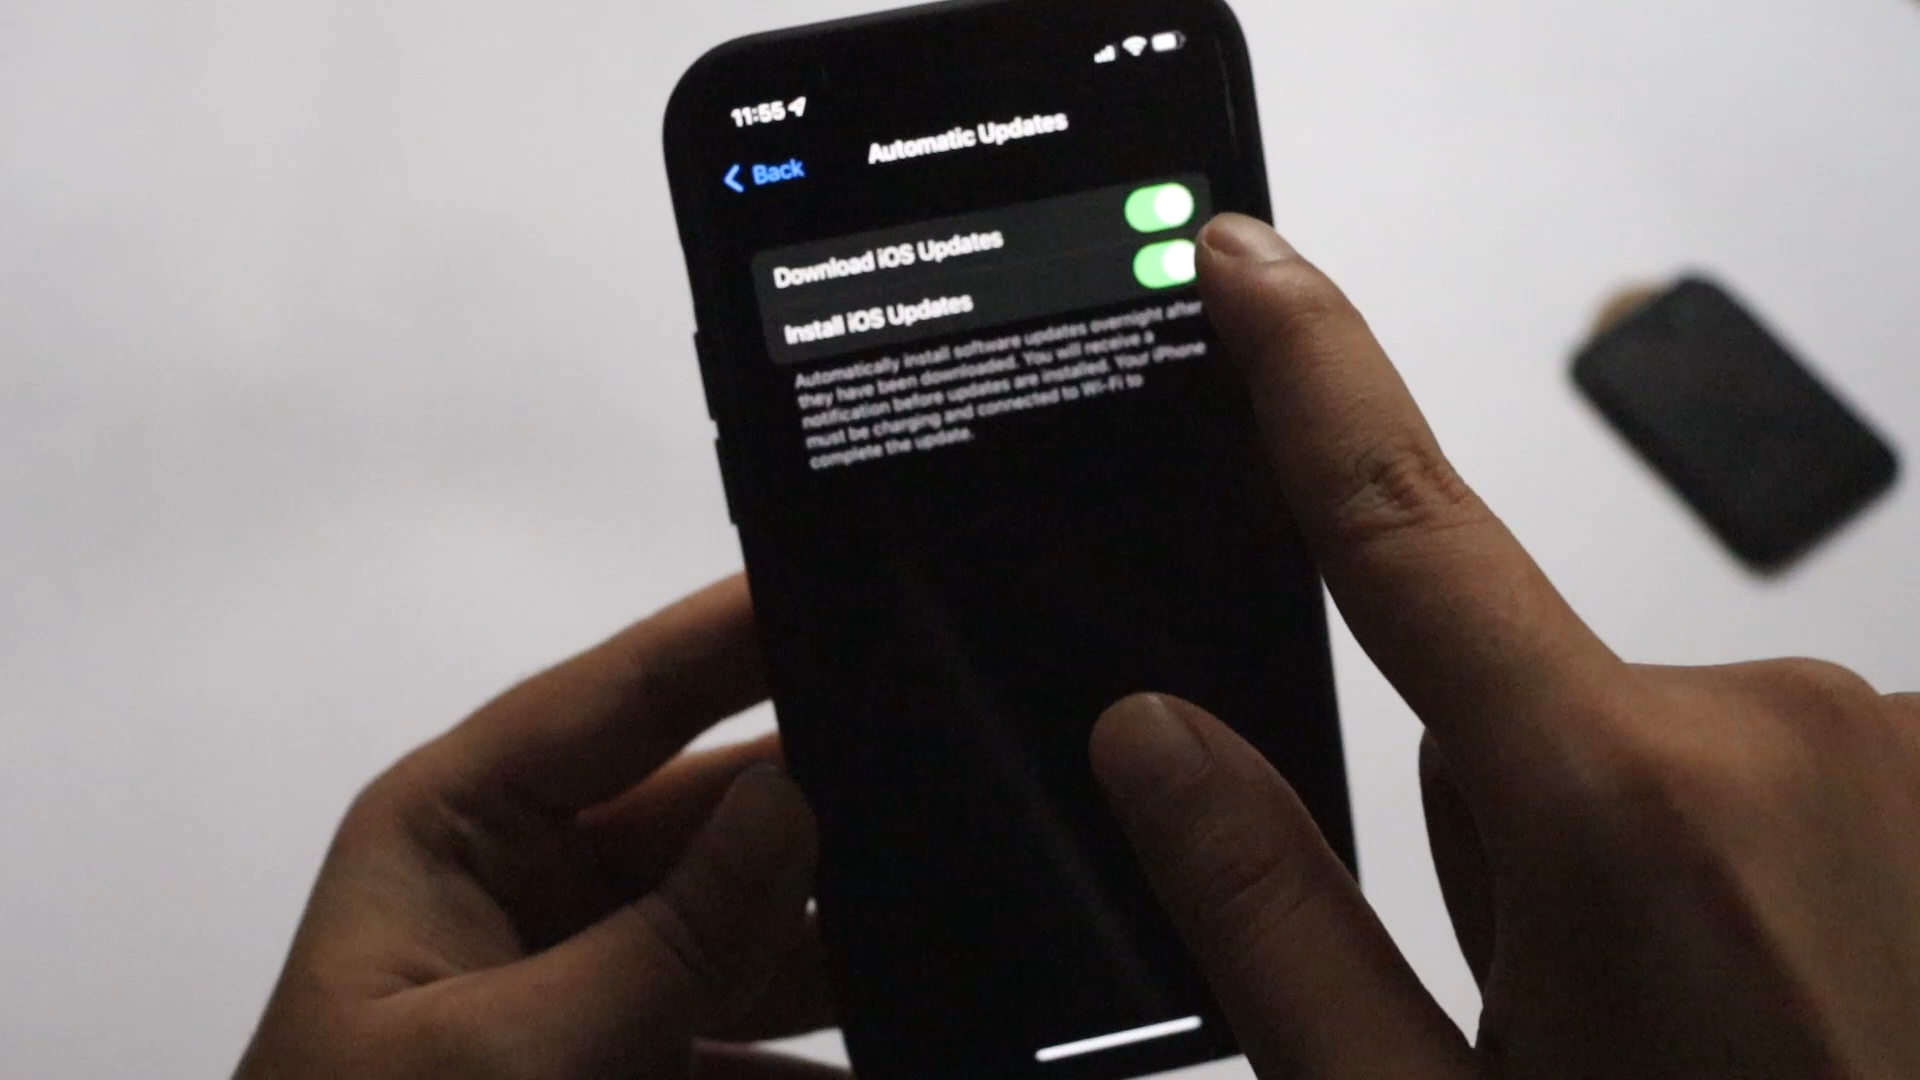 11:55
Back
Automatic Updates
Download iOS Updates
Install iOS Updates
Automatically install software updates overnight after
they have been downloaded. You will receive a
notification before updates are installed. Your iPhone
must be charging and connected to Wi-Fi to
complete the update.